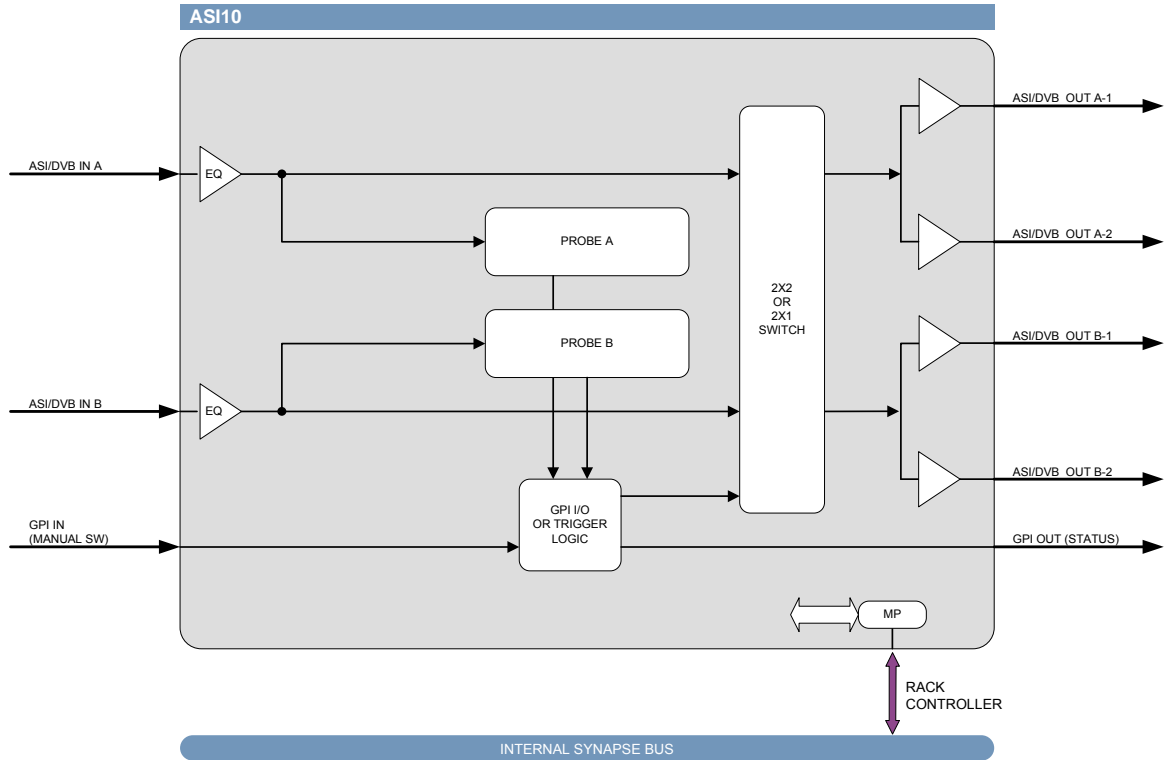 ASI10
ASI/DVB OUT A-1
ASI/DVB IN A
EQ
PROBE A
ASI/DVB OUT A-2
2X2
OR
2X1
SWITCH
PROBE B
ASI/DVB OUT B-1
ASI/DVB IN B
EQ
ASI/DVB OUT B-2
GPI I/O
OR TRIGGER
LOGIC
GPI IN
(MANUAL SW)
GPI OUT (STATUS)
MP
RACK
CONTROLLER
INTERNAL SYNAPSE BUS